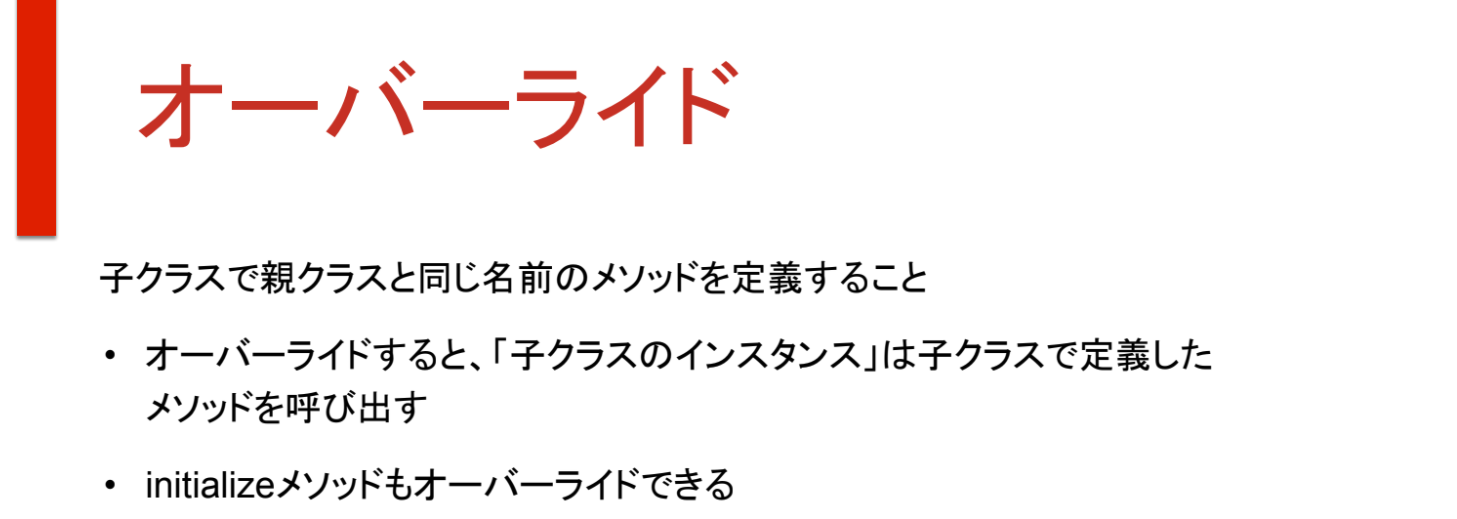 オーバーライド
子クラスで親クラスと同じ名前のメソッドを定義すること
• オーバーライドすると、「子クラスのインスタンス」は子クラスで定義した
メソッドを呼び出す
• initializeメソッドもオーバーライドできる